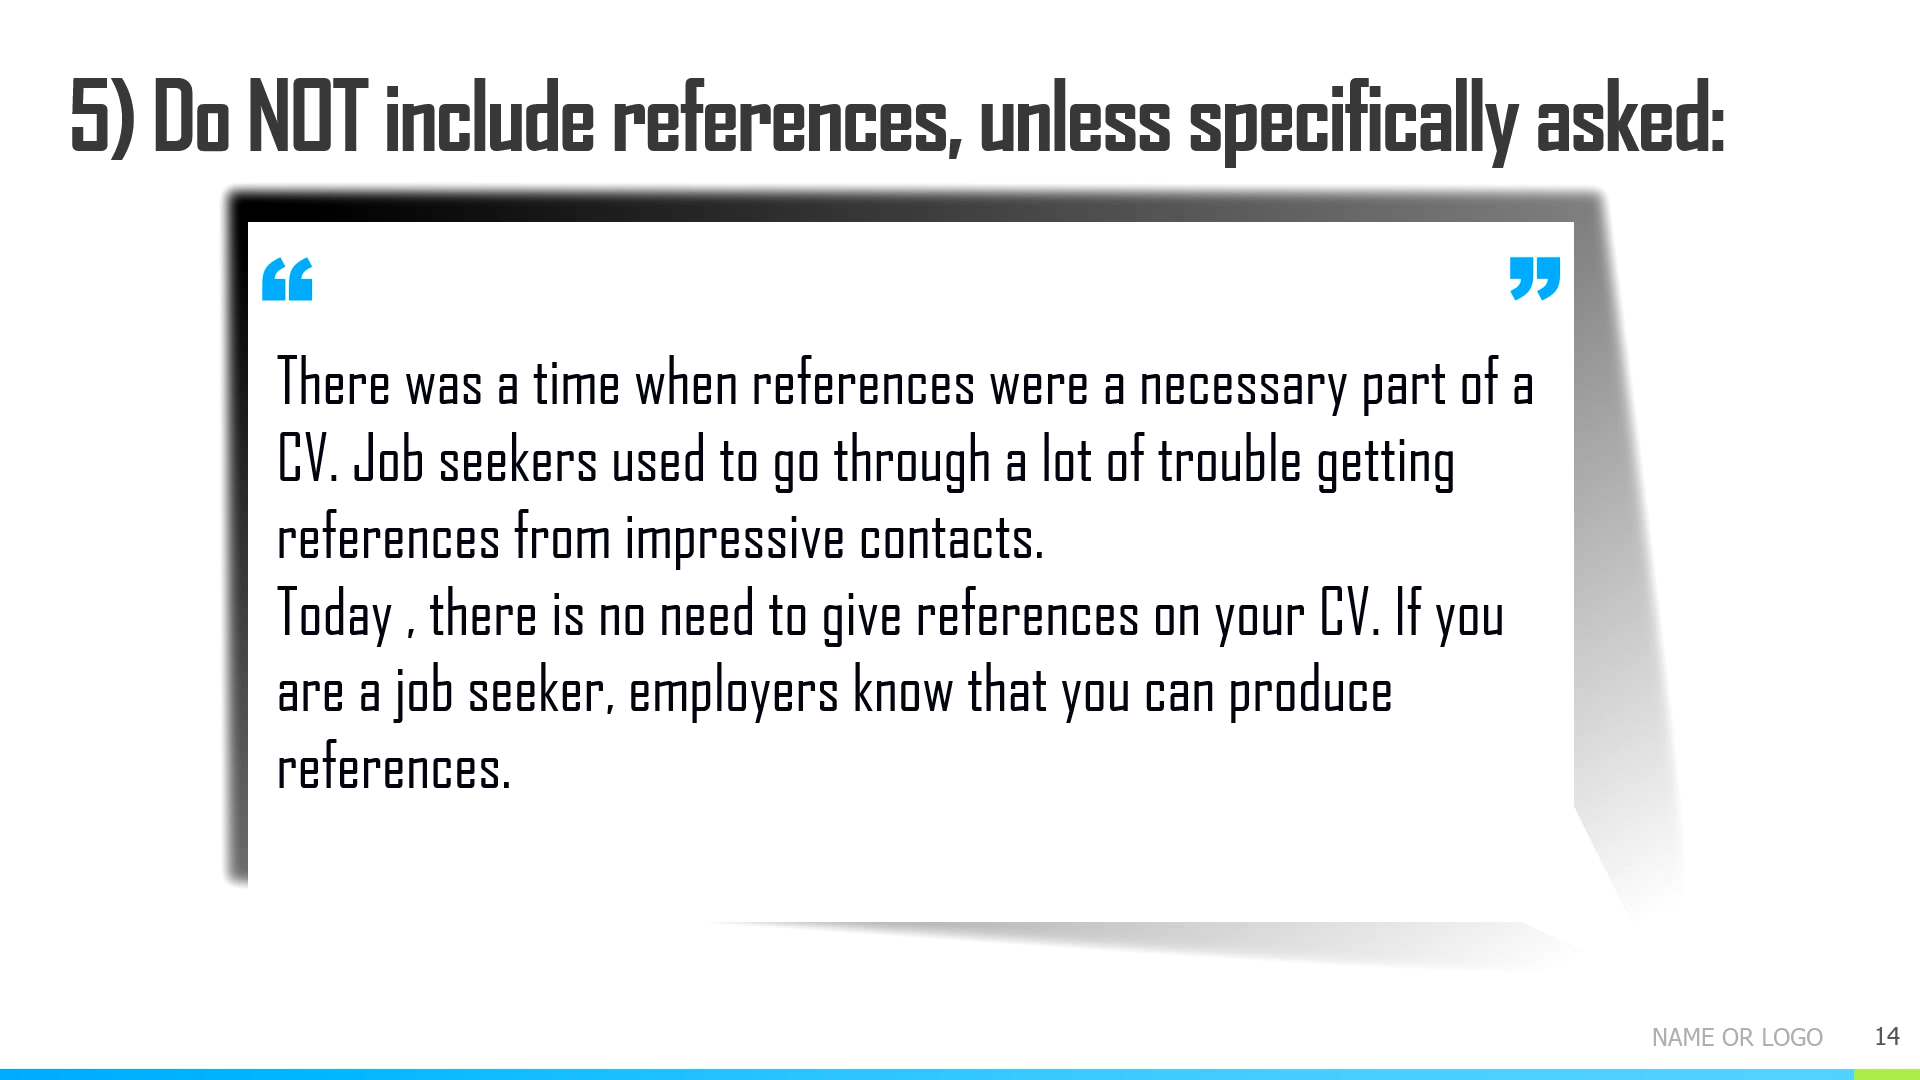 5) Do NOT include references, unless specifically asked:
“ ”
There was a time when references were a necessary part of a
CV. Job seekers used to go through a lot of trouble getting
references from impressive contacts.
Today , there is no need to give references on your CV. If you
are a job seeker, employers know that you can produce
references.
NAME OR LOGO 14